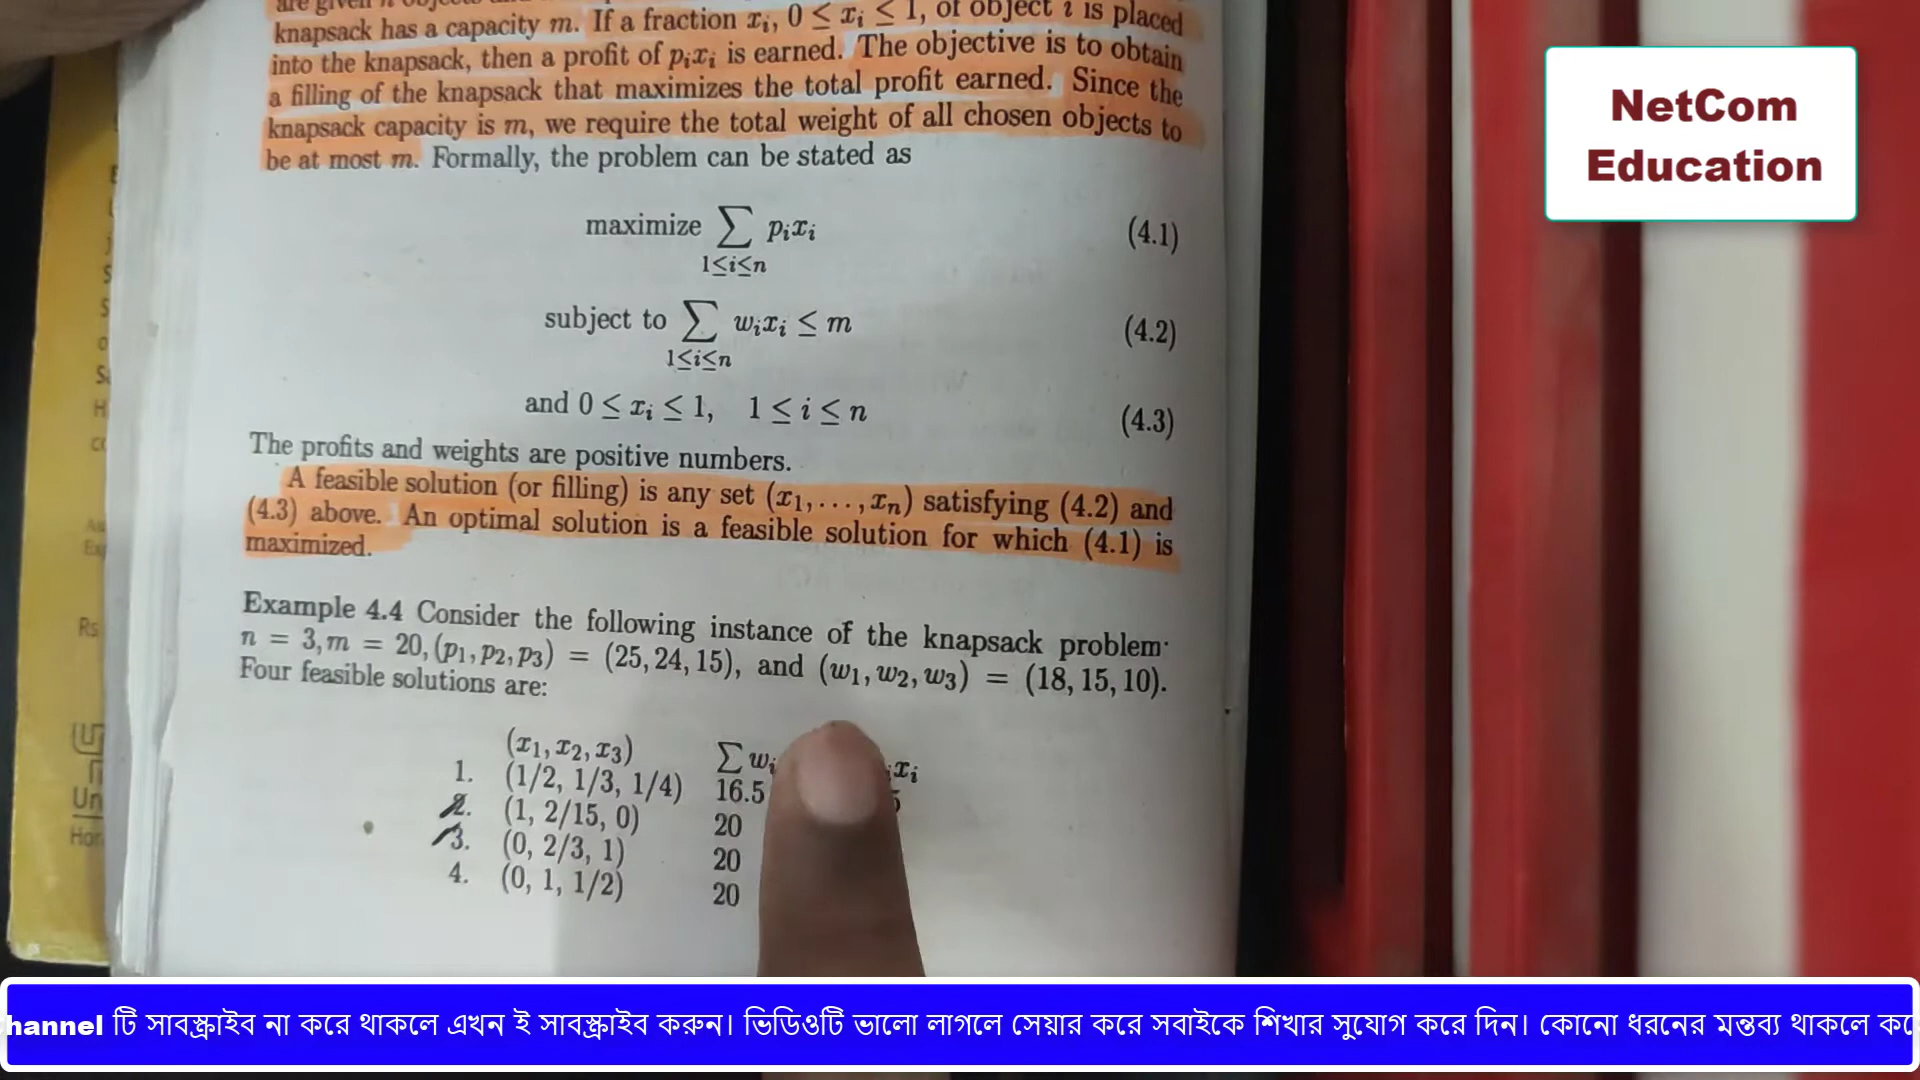 knapsack has a capacity m. If a fraction xᵢ, 0 ≤ xᵢ ≤ 1, of object i is placed
into the knapsack, then a profit of pᵢxᵢ is earned. The objective is to obtain
a filling of the knapsack that maximizes the total profit earned. Since the
knapsack capacity is m, we require the total weight of all chosen objects to
be at most m. Formally, the problem can be stated as
maximize ∑ pᵢxᵢ (4.1)
1≤i≤n
subject to ∑ wᵢxᵢ ≤ m (4.2)
1≤i≤n
and 0 ≤ xᵢ ≤ 1, 1 ≤ i ≤ n (4.3)
The profits and weights are positive numbers.
A feasible solution (or filling) is any set (x₁, . . . , xₙ) satisfying (4.2) and
(4.3) above. An optimal solution is a feasible solution for which (4.1) is
maximized.
Example 4.4 Consider the following instance of the knapsack problem:
n = 3, m = 20, (p₁, p₂, p₃) = (25, 24, 15), and (w₁, w₂, w₃) = (18, 15, 10).
Four feasible solutions are:
(x₁, x₂, x₃) ∑ wᵢ xᵢ
1. (1/2, 1/3, 1/4) 16.5
2. (1, 2/15, 0) 20
3. (0, 2/3, 1) 20
4. (0, 1, 1/2) 20
NetCom
Education
Rs
Un
hannel টি সাবস্ক্রাইব না করে থাকলে এখন ই সাবস্ক্রাইব করুন। ভিডিওটি ভালো লাগলে সেয়ার করে সবাইকে শিখার সুযোগ করে দিন। কোনো ধরনের মন্তব্য থাকলে